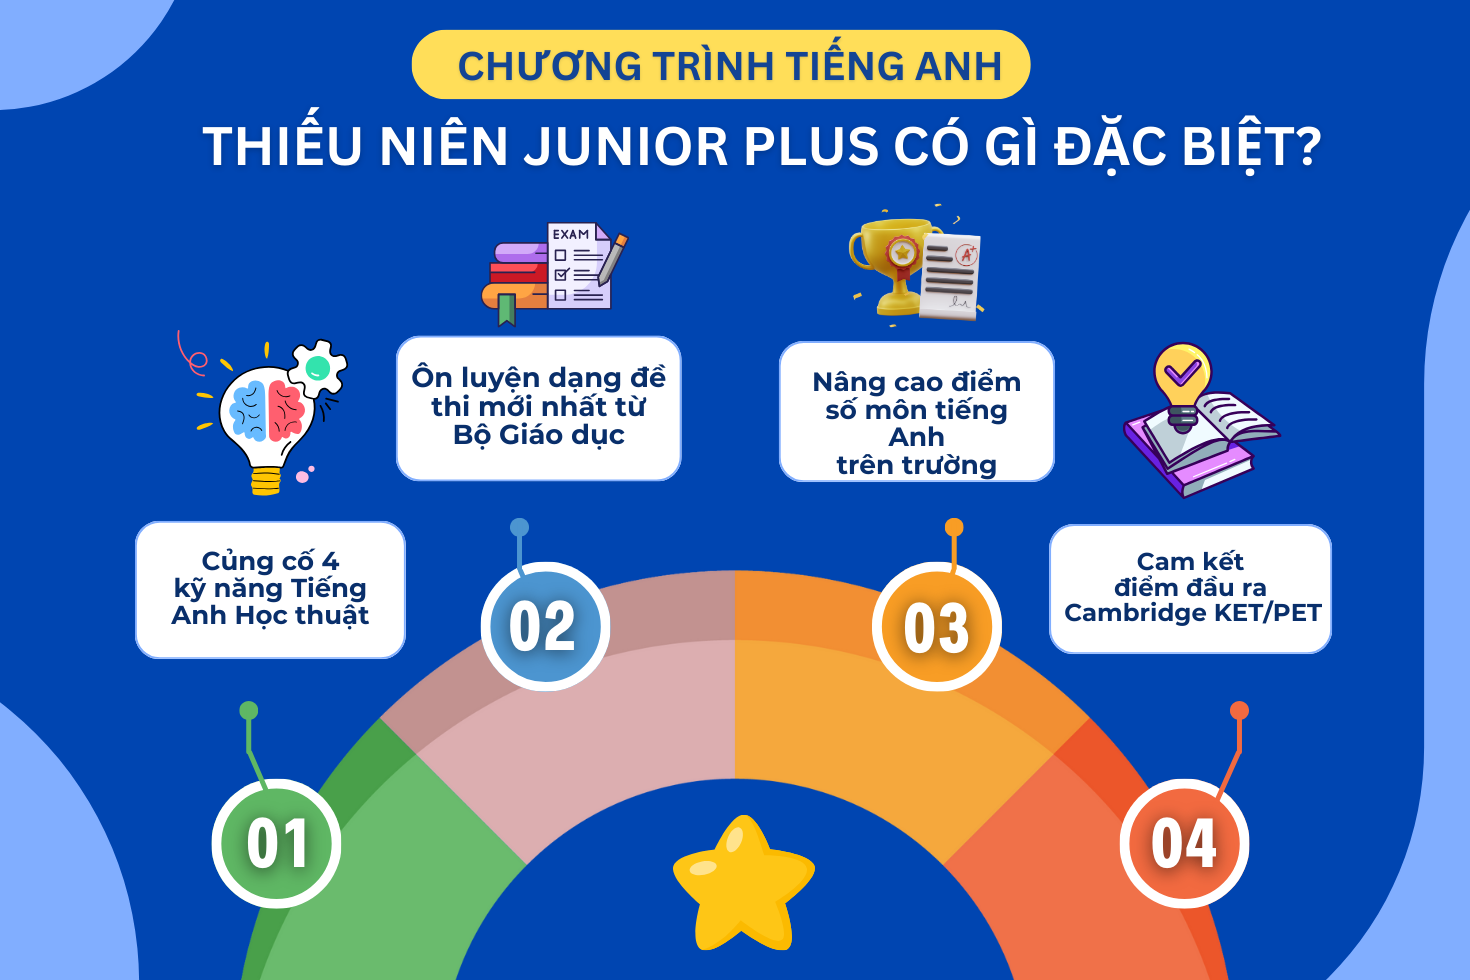 CHƯƠNG TRÌNH TIẾNG ANH
THIẾU NIÊN JUNIOR PLUS CÓ GÌ ĐẶC BIỆT?
EXAM
A+
Ôn luyện dạng đề
thi mới nhất từ
Bộ Giáo dục
Nâng cao điểm
số môn tiếng
Anh
trên trường
Củng cố 4
kỹ năng Tiếng
Anh Học thuật
Cam kết
điểm đầu ra
Cambridge KET/PET
01
02
03
04